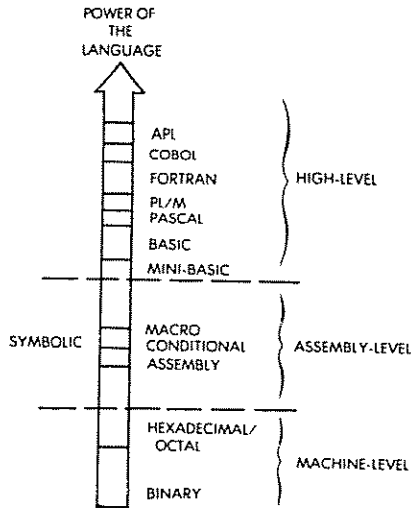 POWER OF
THE
LANGUAGE
APL
COBOL
FORTRAN
HIGH-LEVEL
PL/M
PASCAL
BASIC
MINI-BASIC
SYMBOLIC
MACRO
CONDITIONAL
ASSEMBLY-LEVEL
ASSEMBLY
HEXADECIMAL/
OCTAL
MACHINE-LEVEL
BINARY